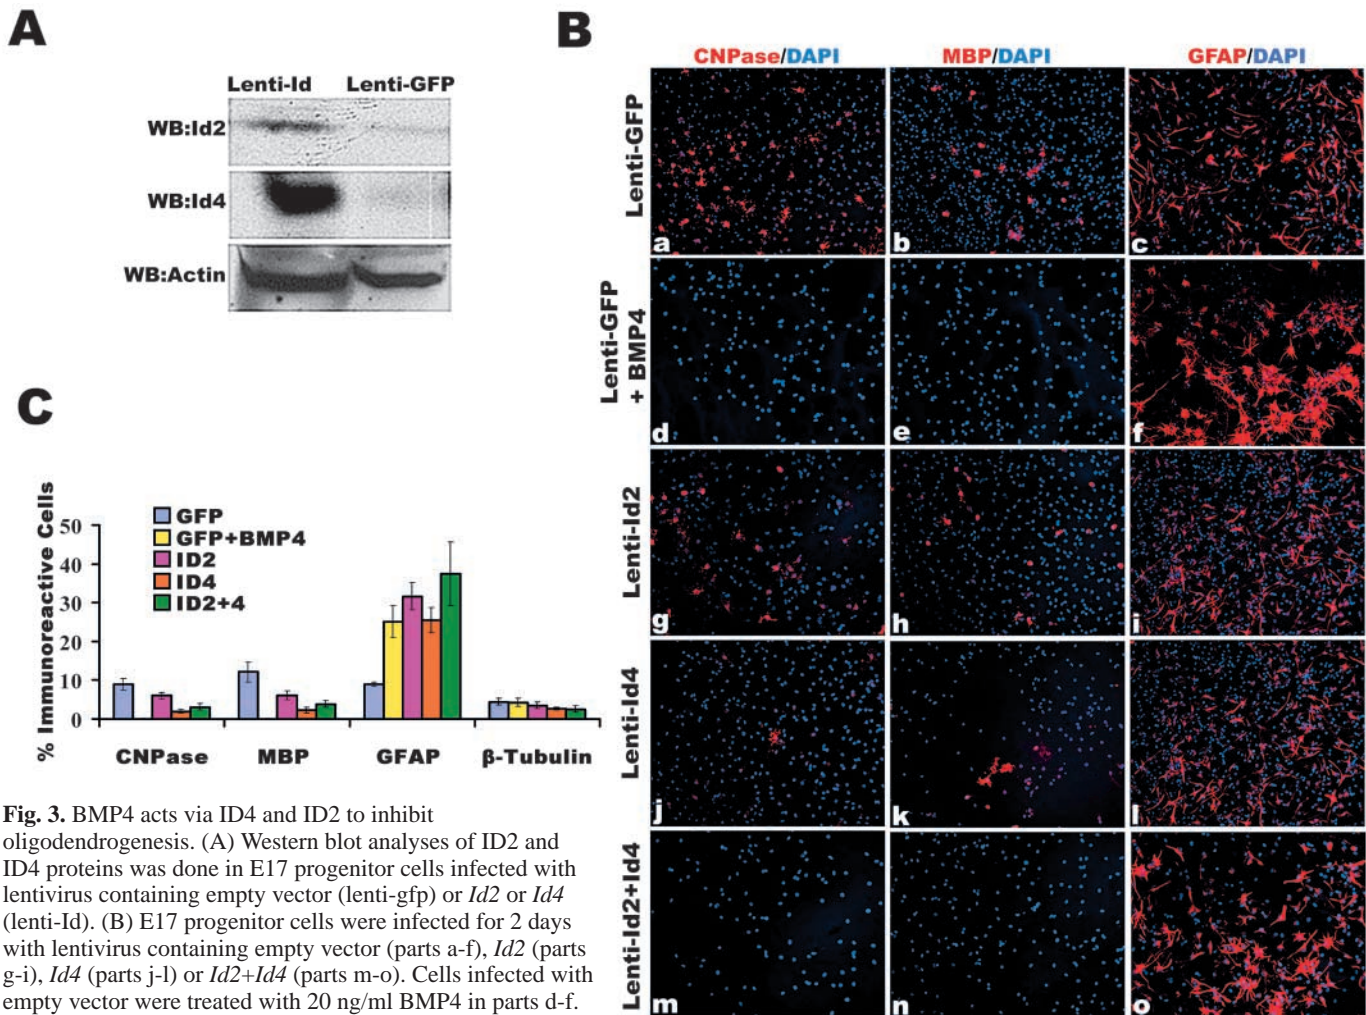 A
Lenti-Id Lenti-GFP
WB:Id2
WB:Id4
WB:Actin
B
CNPase/DAPI MBP/DAPI GFAP/DAPI
Lenti-GFP
a b c
Lenti-GFP
+ BMP4
d e f
Lenti-Id2
g h i
Lenti-Id4
j k l
Lenti-Id2+Id4
m n o
C
% Immunoreactive Cells
50
40
30
20
10
0
GFP
GFP+BMP4
ID2
ID4
ID2+4
CNPase MBP GFAP β-Tubulin
Fig. 3. BMP4 acts via ID4 and ID2 to inhibit
oligodendrogenesis. (A) Western blot analyses of ID2 and
ID4 proteins was done in E17 progenitor cells infected with
lentivirus containing empty vector (lenti-gfp) or Id2 or Id4
(lenti-Id). (B) E17 progenitor cells were infected for 2 days
with lentivirus containing empty vector (parts a-f), Id2 (parts
g-i), Id4 (parts j-l) or Id2+Id4 (parts m-o). Cells infected with
empty vector were treated with 20 ng/ml BMP4 in parts d-f.